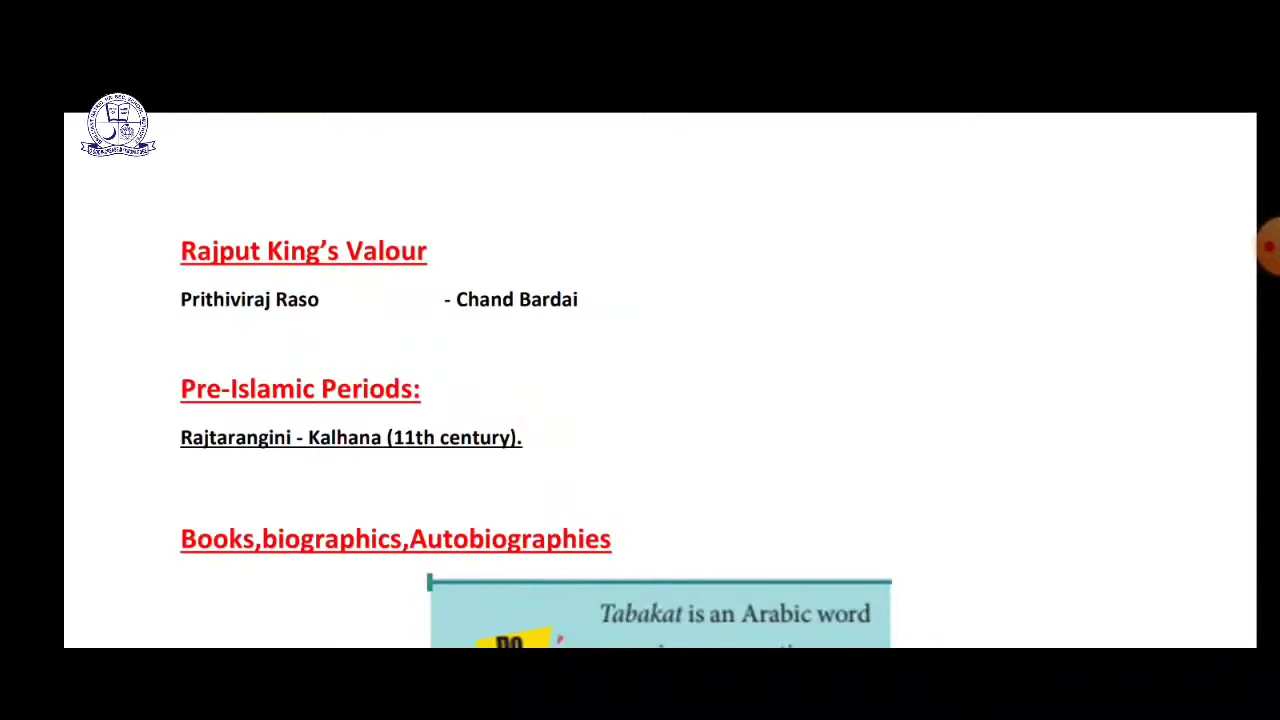 Rajput King’s Valour
Prithiviraj Raso - Chand Bardai
Pre-Islamic Periods:
Rajtarangini - Kalhana (11th century).
Books,biographics,Autobiographies
Tabakat is an Arabic word
DO